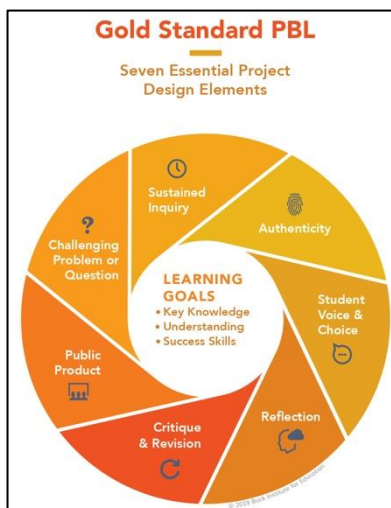 Gold Standard PBL
Seven Essential Project
Design Elements
Sustained
Inquiry
Authenticity
?
Challenging
Problem or
Question
LEARNING
GOALS
• Key Knowledge
• Understanding
• Success Skills
Student
Voice &
Choice
Public
Product
Reflection
Critique
& Revision
© 2019 Buck Institute for Education